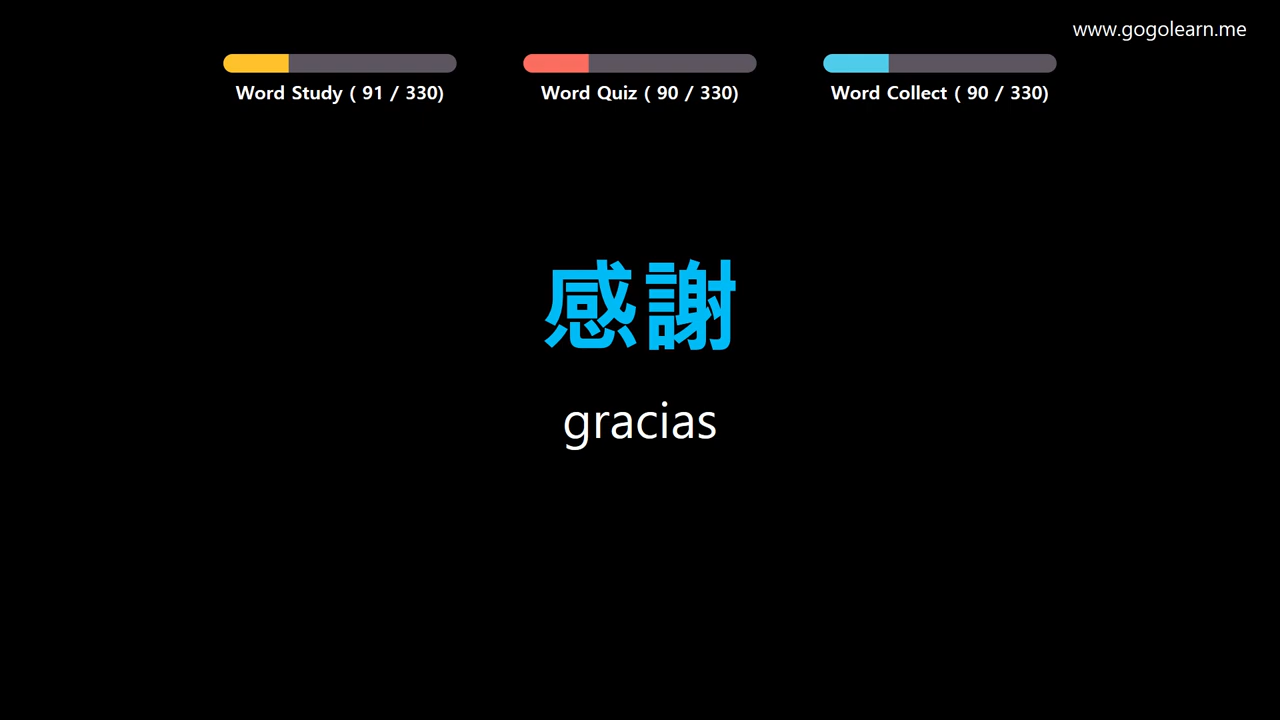 www.gogolearn.me
Word Study ( 91 / 330)
Word Quiz ( 90 / 330)
Word Collect ( 90 / 330)
感謝
gracias